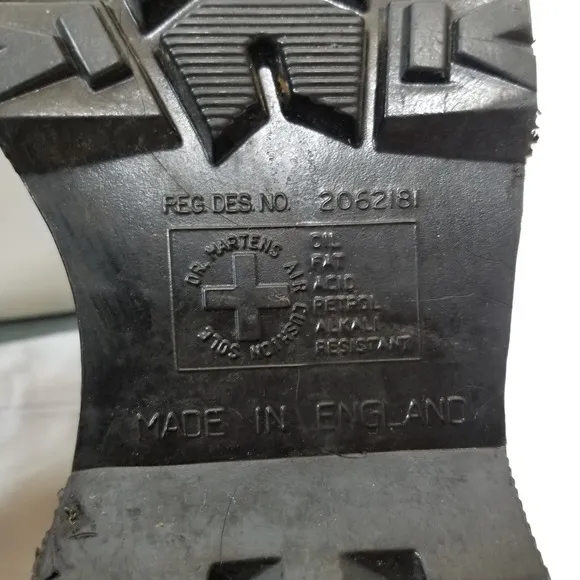 REG. DES. NO. 2062181
DR. MARTENS AIR CUSHION SOLE
OIL
FAT
ACID
PETROL
ALKALI
RESISTANT
MADE IN ENGLAND